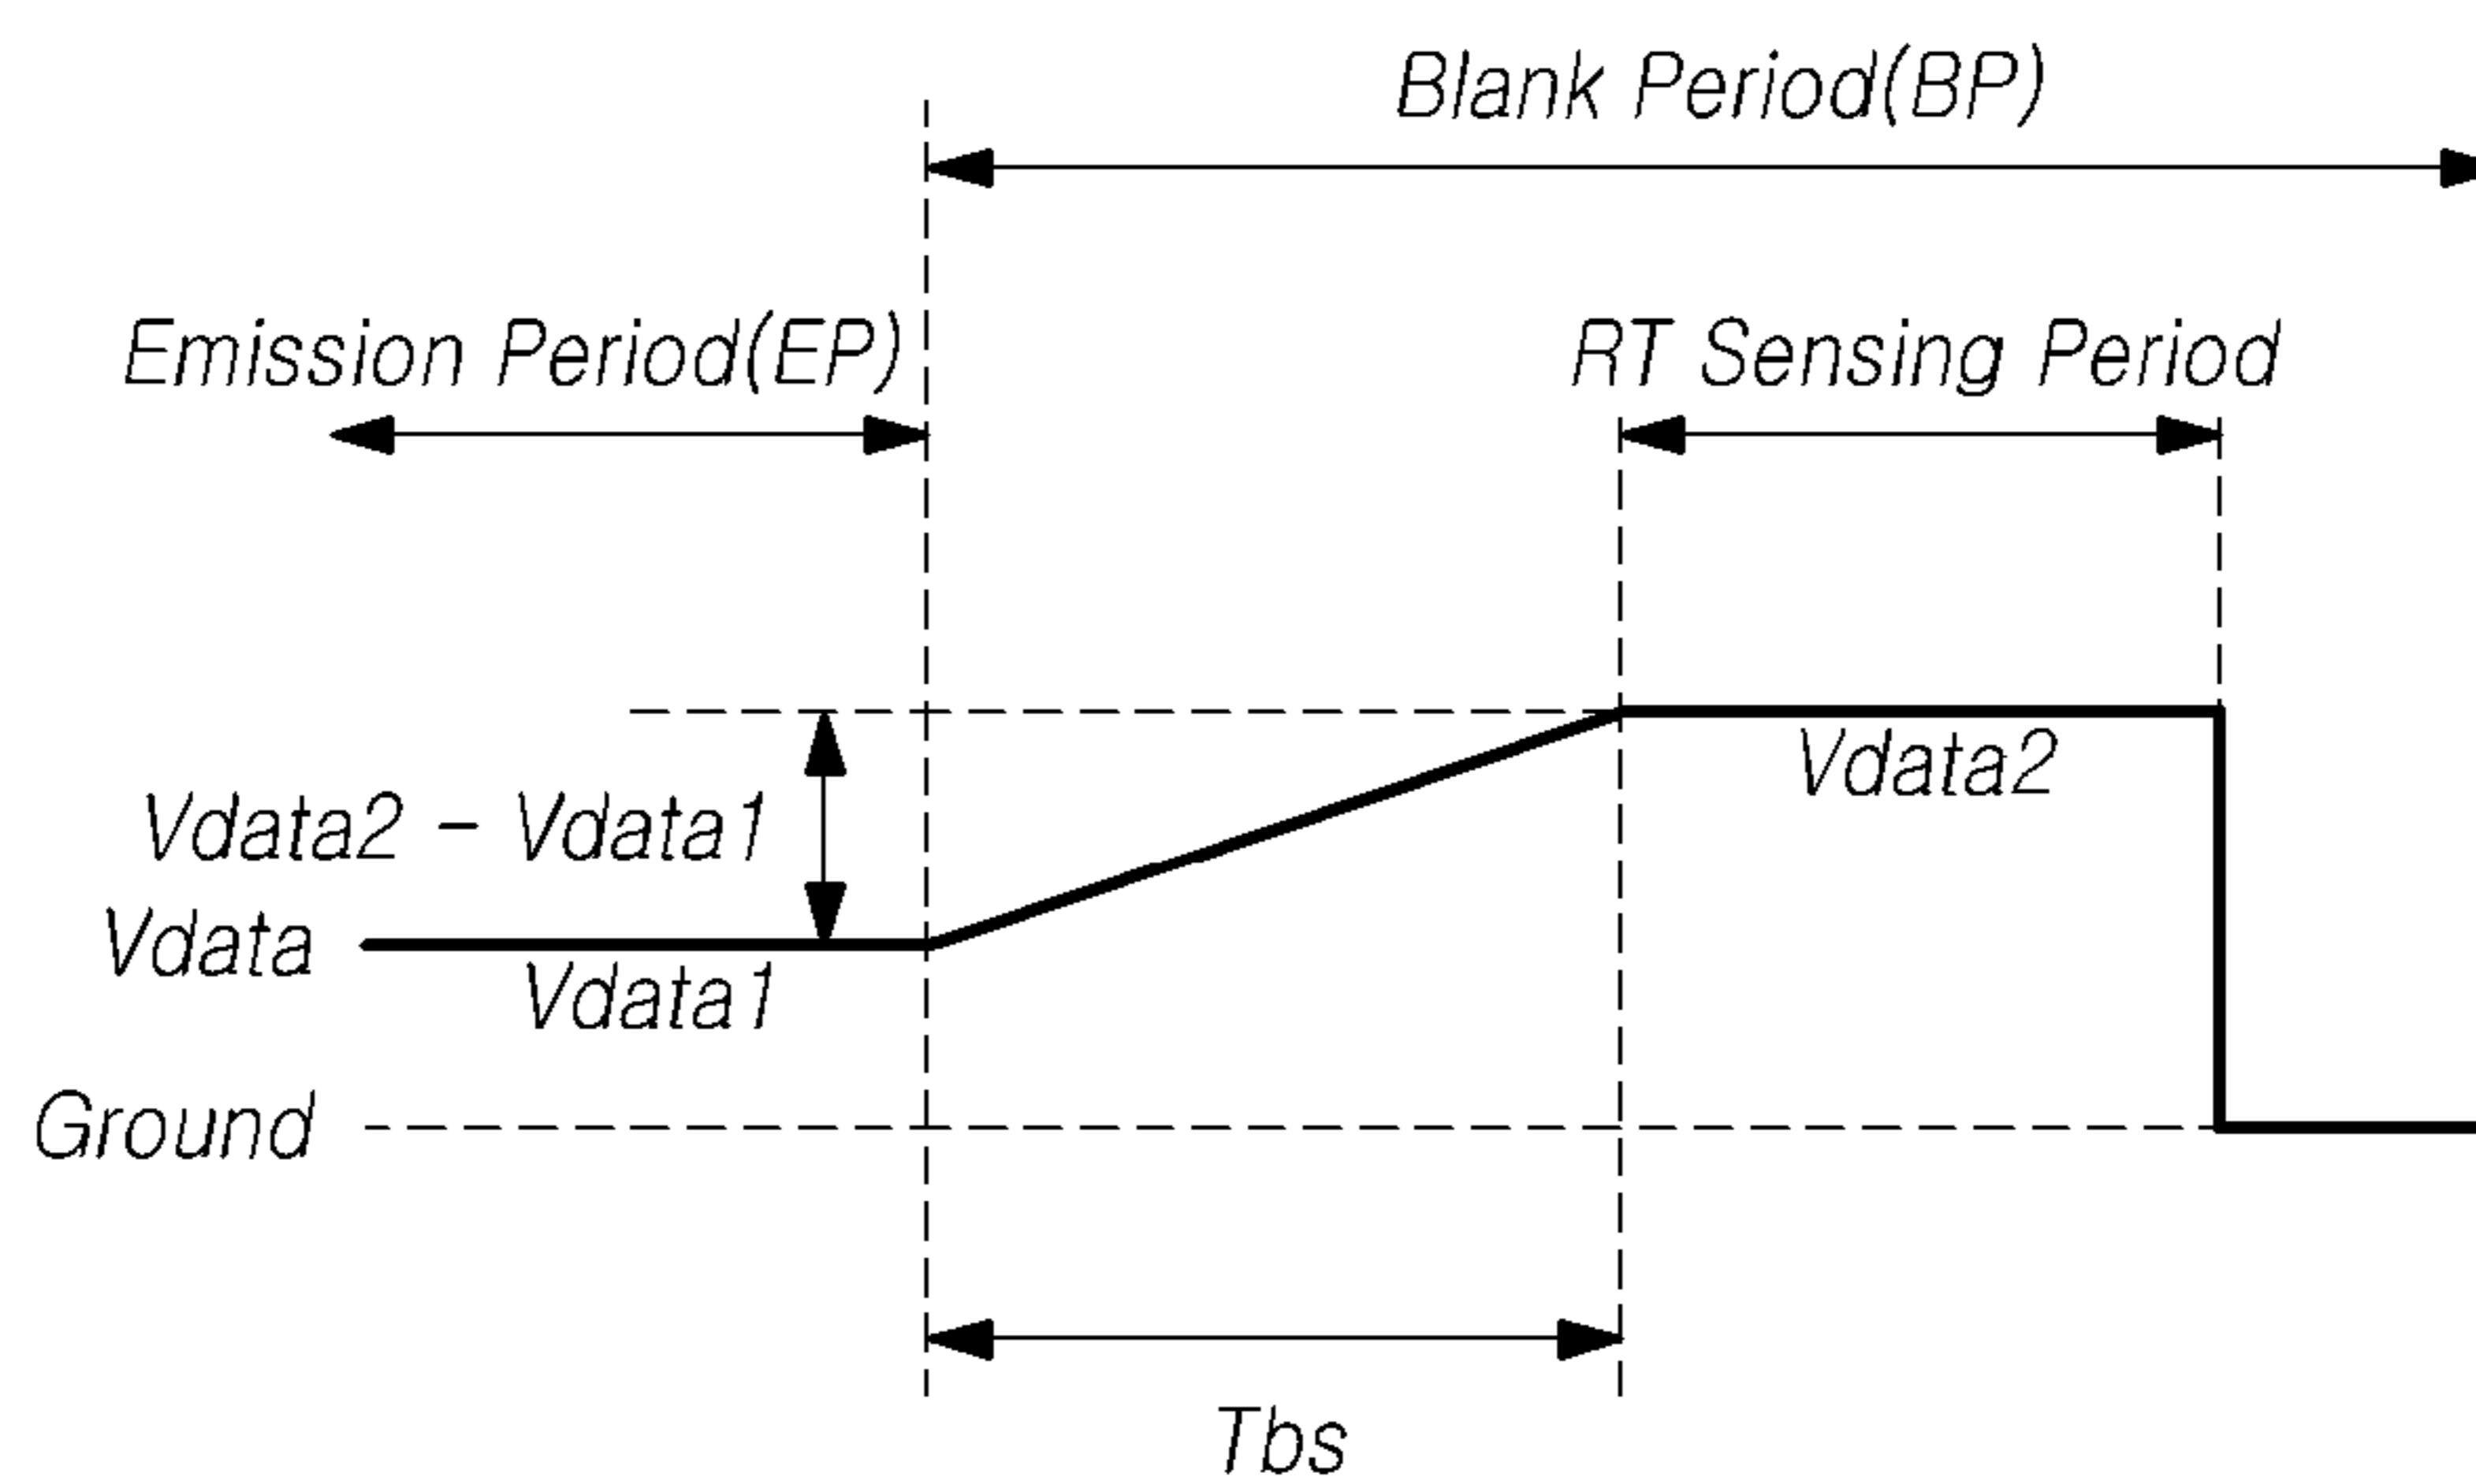 Blank Period(BP)
Emission Period(EP)
RT Sensing Period
Vdata2
Vdata2 - Vdata1
Vdata
Vdata1
Ground
Tbs